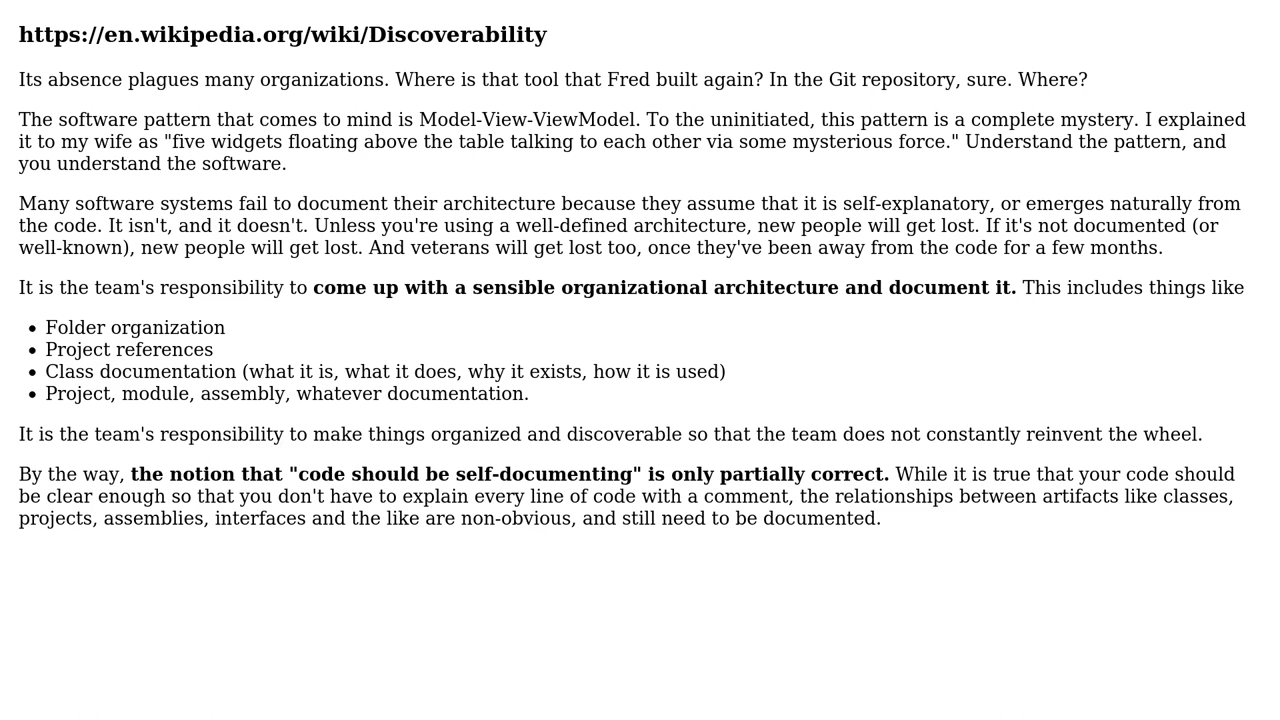 https://en.wikipedia.org/wiki/Discoverability
Its absence plagues many organizations. Where is that tool that Fred built again? In the Git repository, sure. Where?
The software pattern that comes to mind is Model-View-ViewModel. To the uninitiated, this pattern is a complete mystery. I explained
it to my wife as "five widgets floating above the table talking to each other via some mysterious force." Understand the pattern, and
you understand the software.
Many software systems fail to document their architecture because they assume that it is self-explanatory, or emerges naturally from
the code. It isn't, and it doesn't. Unless you're using a well-defined architecture, new people will get lost. If it's not documented (or
well-known), new people will get lost. And veterans will get lost too, once they've been away from the code for a few months.
It is the team's responsibility to come up with a sensible organizational architecture and document it. This includes things like
• Folder organization
• Project references
• Class documentation (what it is, what it does, why it exists, how it is used)
• Project, module, assembly, whatever documentation.
It is the team's responsibility to make things organized and discoverable so that the team does not constantly reinvent the wheel.
By the way, the notion that "code should be self-documenting" is only partially correct. While it is true that your code should
be clear enough so that you don't have to explain every line of code with a comment, the relationships between artifacts like classes,
projects, assemblies, interfaces and the like are non-obvious, and still need to be documented.